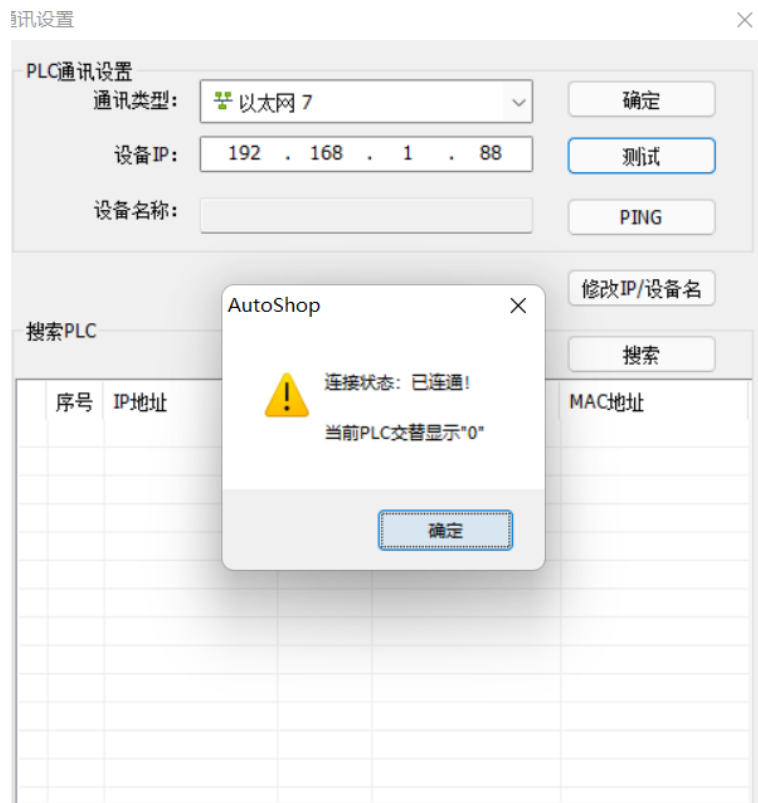 通讯设置
PLC通讯设置
通讯类型：
以太网 7
确定
设备IP：
192 . 168 . 1 . 88
测试
设备名称：
PING
修改IP/设备名
AutoShop
搜索PLC
搜索
连接状态：已连通！
当前PLC交替显示"0"
确定
序号
IP地址
MAC地址